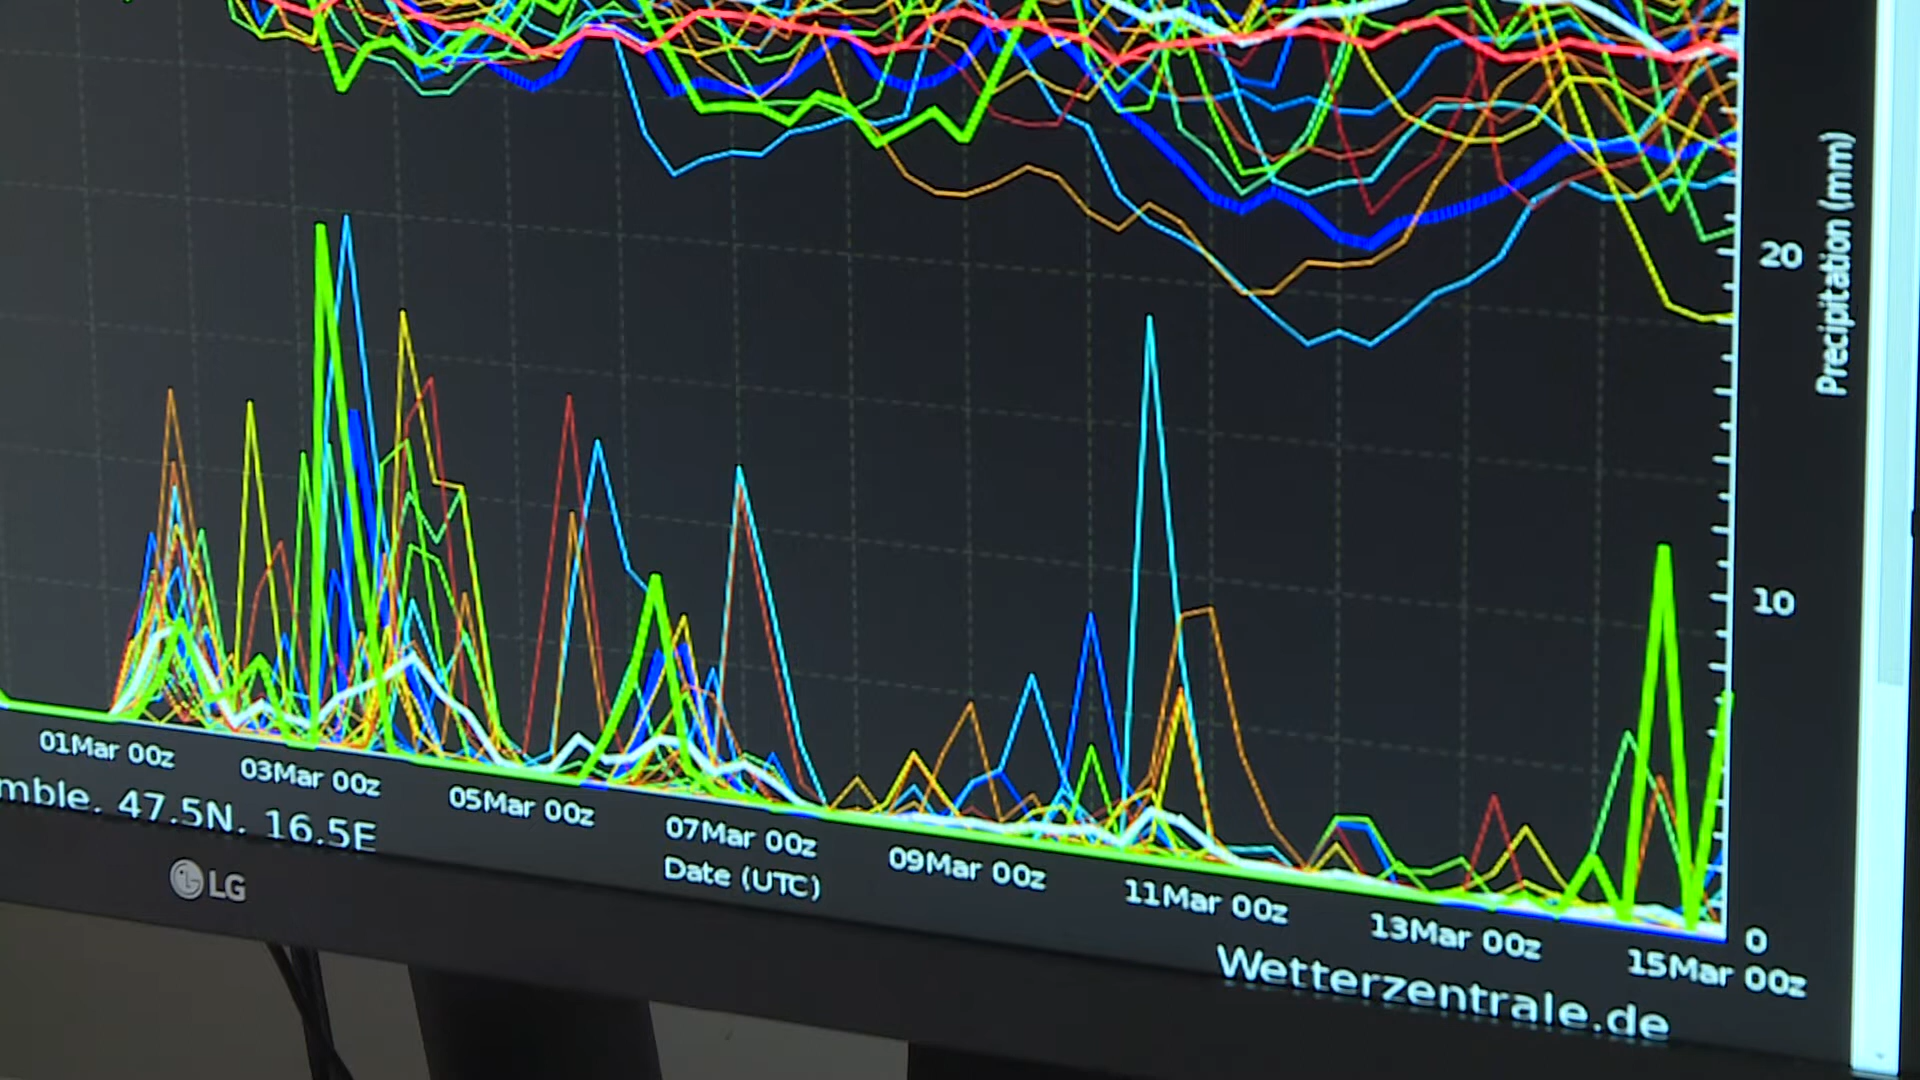 20
Precipitation (mm)
10
0
01Mar 00z
03Mar 00z
05Mar 00z
07Mar 00z
09Mar 00z
11Mar 00z
13Mar 00z
15Mar 00z
mble, 47.5N, 16.5E
Date (UTC)
Wetterzentrale.de
LG